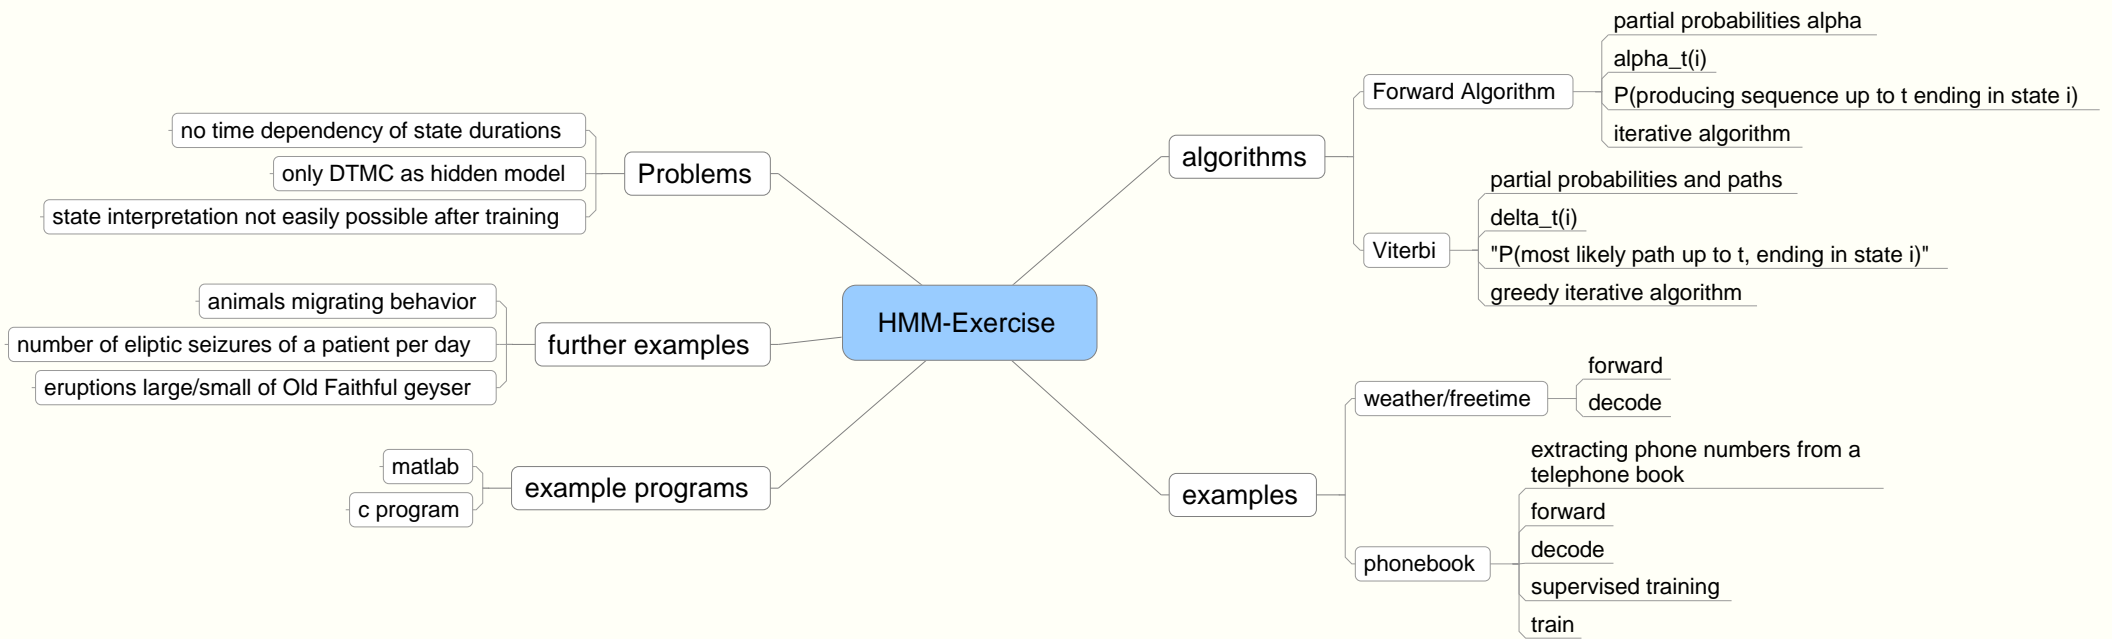 HMM-Exercise
algorithms
Forward Algorithm
partial probabilities alpha
alpha_t(i)
P(producing sequence up to t ending in state i)
iterative algorithm
Viterbi
partial probabilities and paths
delta_t(i)
"P(most likely path up to t, ending in state i)"
greedy iterative algorithm
examples
weather/freetime
forward
decode
phonebook
extracting phone numbers from a
telephone book
forward
decode
supervised training
train
Problems
no time dependency of state durations
only DTMC as hidden model
state interpretation not easily possible after training
further examples
animals migrating behavior
number of eliptic seizures of a patient per day
eruptions large/small of Old Faithful geyser
example programs
matlab
c program